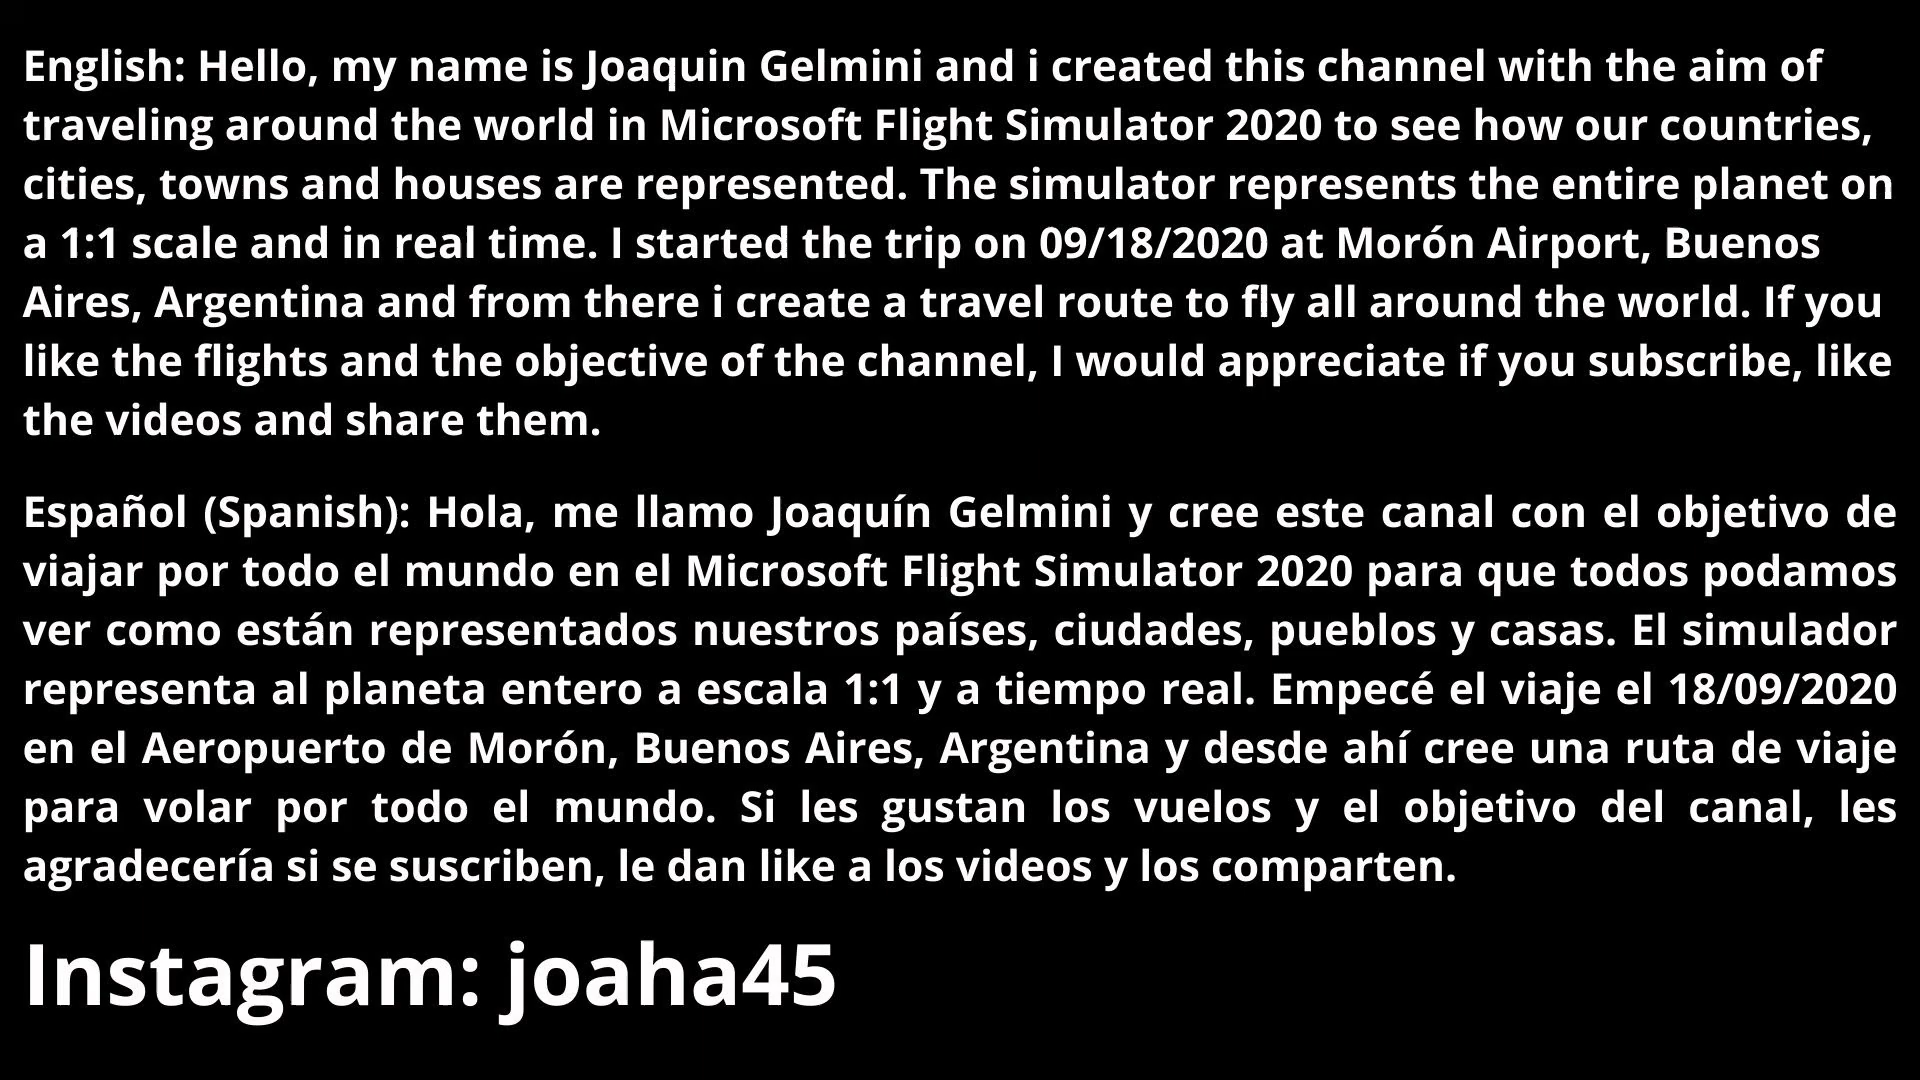 English: Hello, my name is Joaquin Gelmini and i created this channel with the aim of
traveling around the world in Microsoft Flight Simulator 2020 to see how our countries,
cities, towns and houses are represented. The simulator represents the entire planet on
a 1:1 scale and in real time. I started the trip on 09/18/2020 at Morón Airport, Buenos
Aires, Argentina and from there i create a travel route to fly all around the world. If you
like the flights and the objective of the channel, I would appreciate if you subscribe, like
the videos and share them.
Español (Spanish): Hola, me llamo Joaquín Gelmini y cree este canal con el objetivo de
viajar por todo el mundo en el Microsoft Flight Simulator 2020 para que todos podamos
ver como están representados nuestros países, ciudades, pueblos y casas. El simulador
representa al planeta entero a escala 1:1 y a tiempo real. Empecé el viaje el 18/09/2020
en el Aeropuerto de Morón, Buenos Aires, Argentina y desde ahí cree una ruta de viaje
para volar por todo el mundo. Si les gustan los vuelos y el objetivo del canal, les
agradecería si se suscriben, le dan like a los videos y los comparten.
Instagram: joaha45